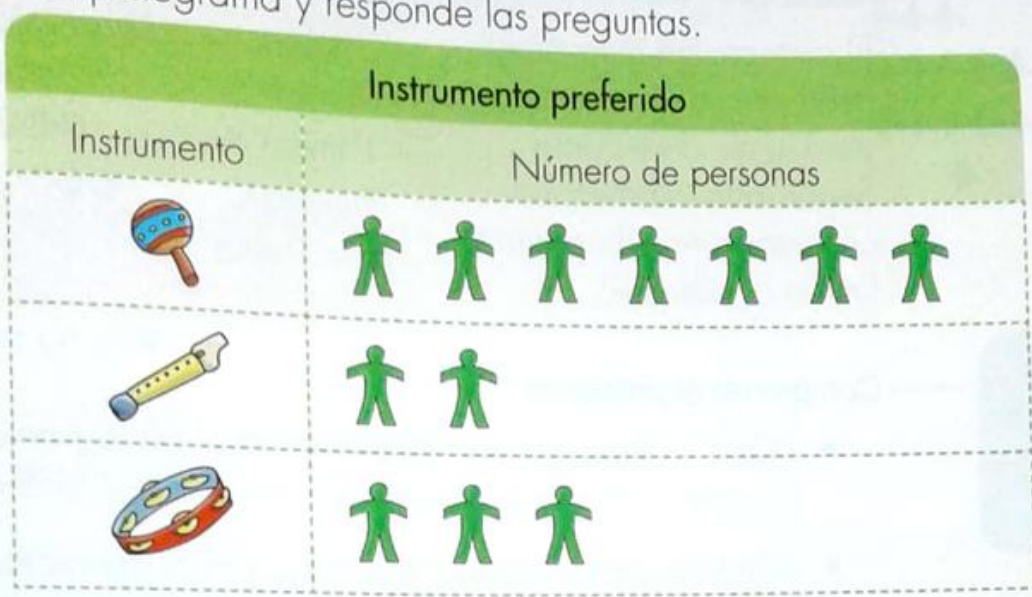 y responde las preguntas.
Instrumento preferido
Instrumento
Número de personas